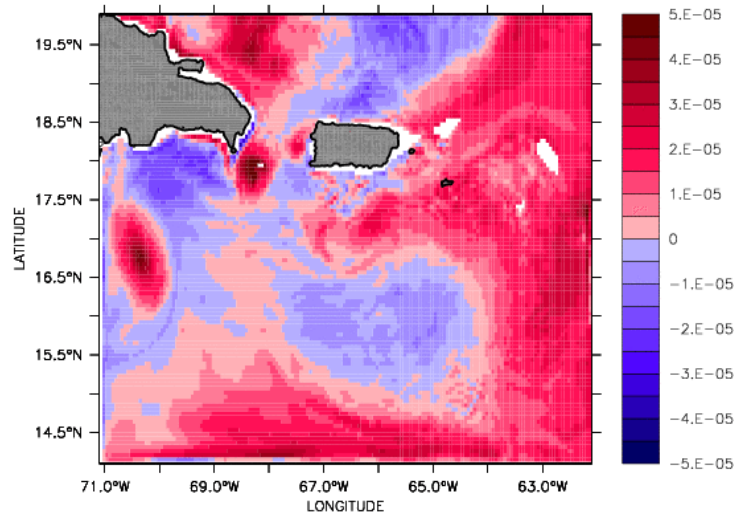 19.5°N
18.5°N
17.5°N
16.5°N
15.5°N
14.5°N
LATITUDE
71.0°W 69.0°W 67.0°W 65.0°W 63.0°W
LONGITUDE
5.E−05
4.E−05
3.E−05
2.E−05
1.E−05
0
−1.E−05
−2.E−05
−3.E−05
−4.E−05
−5.E−05